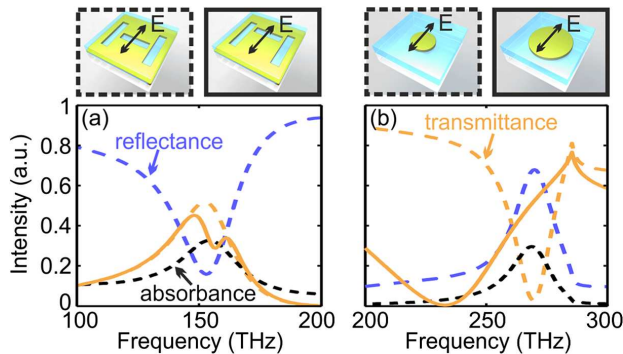 E E E E
(a) (b)
reflectance transmittance
absorbance
Intensity (a.u.)
1
0.8
0.6
0.4
0.2
0
100 150 200 200 250 300
Frequency (THz) Frequency (THz)